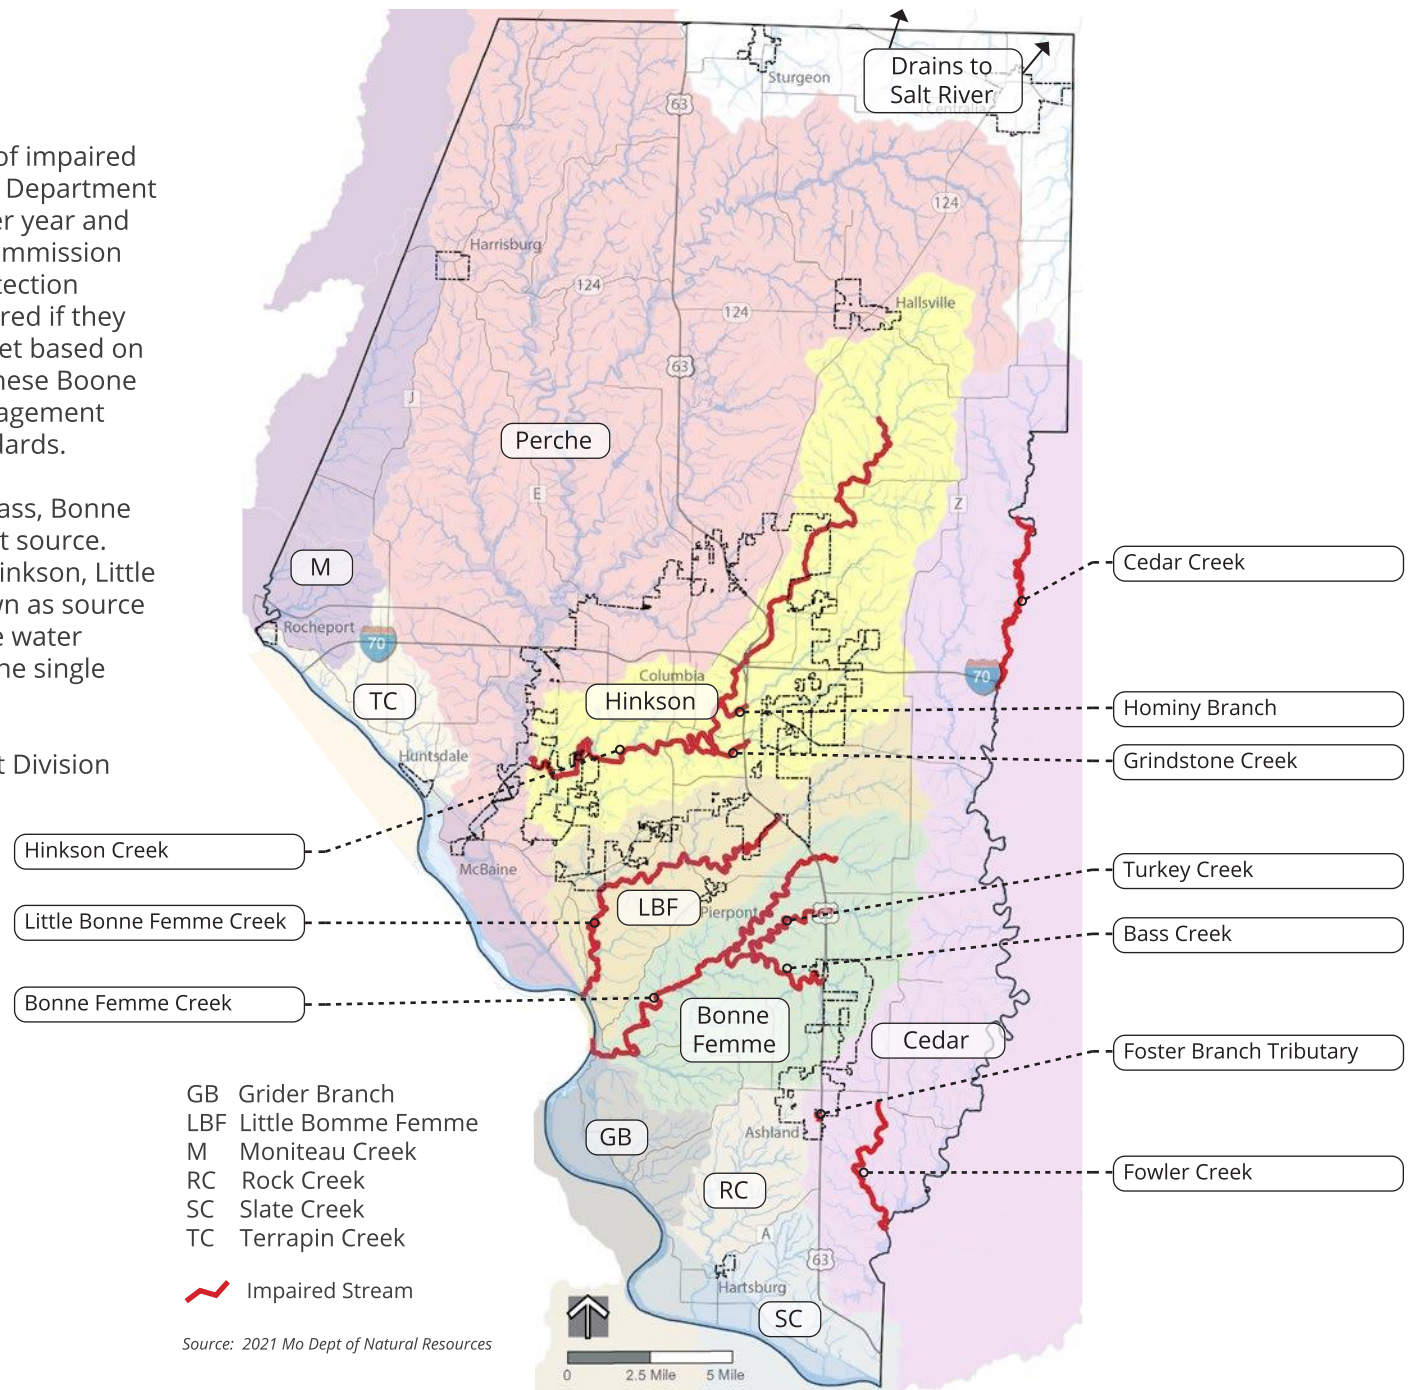 of impaired
Department
er year and
mmission
tection
red if they
et based on
hese Boone
agement
dards.
ass, Bonne
t source.
inkson, Little
wn as source
e water
he single
t Division
Drains to
Salt River
Sturgeon
Centralia
63
124
Harrisburg
124
124
Hallsville
63
J
Perche
E
Z
M
Rocheport
70
TC
Columbia
Hinkson
70
Huntsdale
McBaine
LBF
Pierpont
63
Bonne
Femme
Cedar
Ashland
GB
RC
A
63
Hartsburg
SC
Cedar Creek
Hominy Branch
Grindstone Creek
Turkey Creek
Bass Creek
Foster Branch Tributary
Fowler Creek
Hinkson Creek
Little Bonne Femme Creek
Bonne Femme Creek
GB Grider Branch
LBF Little Bomme Femme
M Moniteau Creek
RC Rock Creek
SC Slate Creek
TC Terrapin Creek
Impaired Stream
Source: 2021 Mo Dept of Natural Resources
0 2.5 Mile 5 Mile